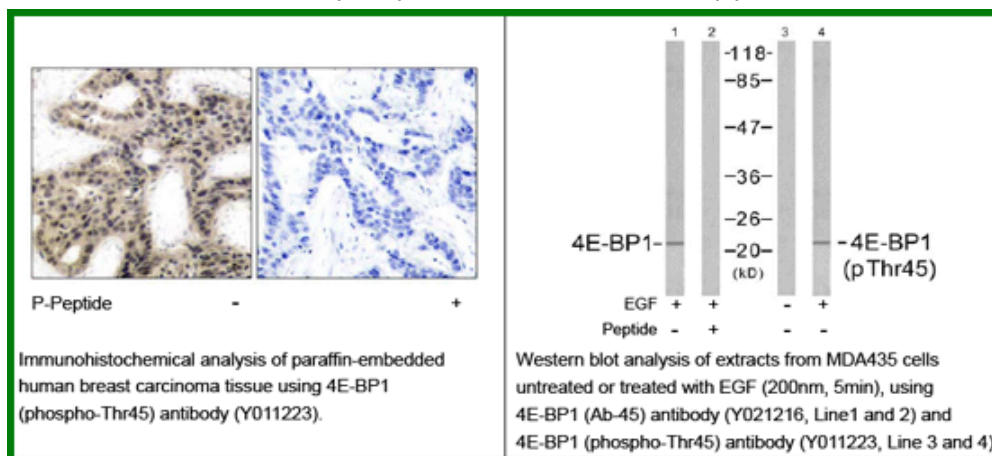 P-Peptide - +
Immunohistochemical analysis of paraffin-embedded
human breast carcinoma tissue using 4E-BP1
(phospho-Thr45) antibody (Y011223).
1 2 3 4
-118-
-85-
-47-
-36-
-26-
4E-BP1- -20- -4E-BP1
(kD) (pThr45)
EGF + + - +
Peptide - + - -
Western blot analysis of extracts from MDA435 cells
untreated or treated with EGF (200nm, 5min), using
4E-BP1 (Ab-45) antibody (Y021216, Line1 and 2) and
4E-BP1 (phospho-Thr45) antibody (Y011223, Line 3 and 4)